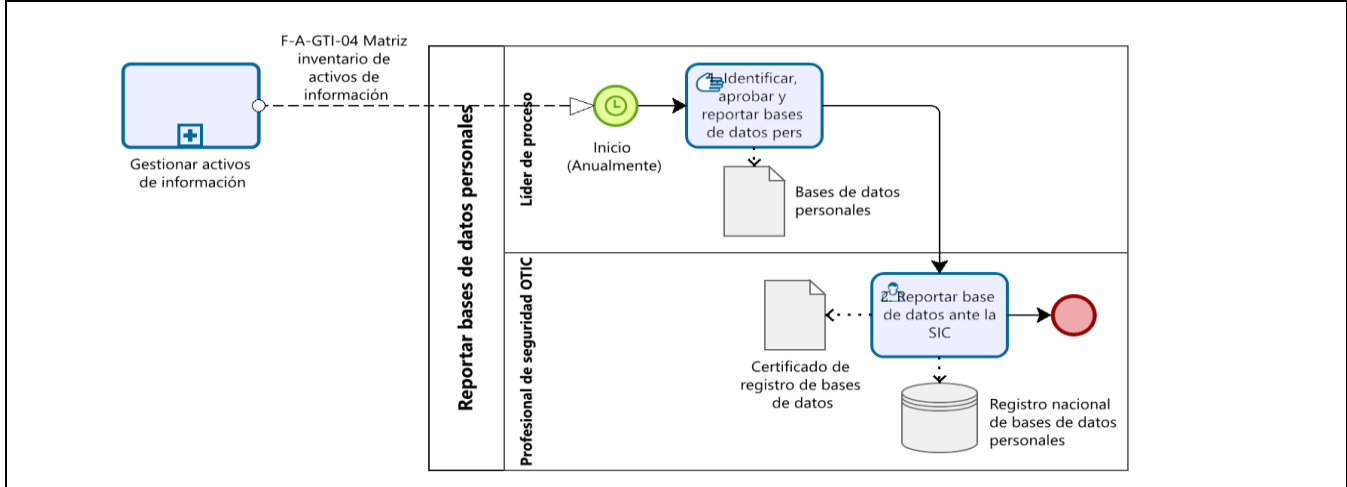 F-A-GTI-04 Matriz
inventario de
activos de
información
Gestionar activos
de información
Reportar bases de datos personales
Líder de proceso
Inicio
(Anualmente)
1. Identificar,
aprobar y
reportar bases
de datos pers
Bases de datos
personales
Profesional de seguridad OTIC
2. Reportar base
de datos ante la
SIC
Certificado de
registro de bases
de datos
Registro nacional
de bases de datos
personales